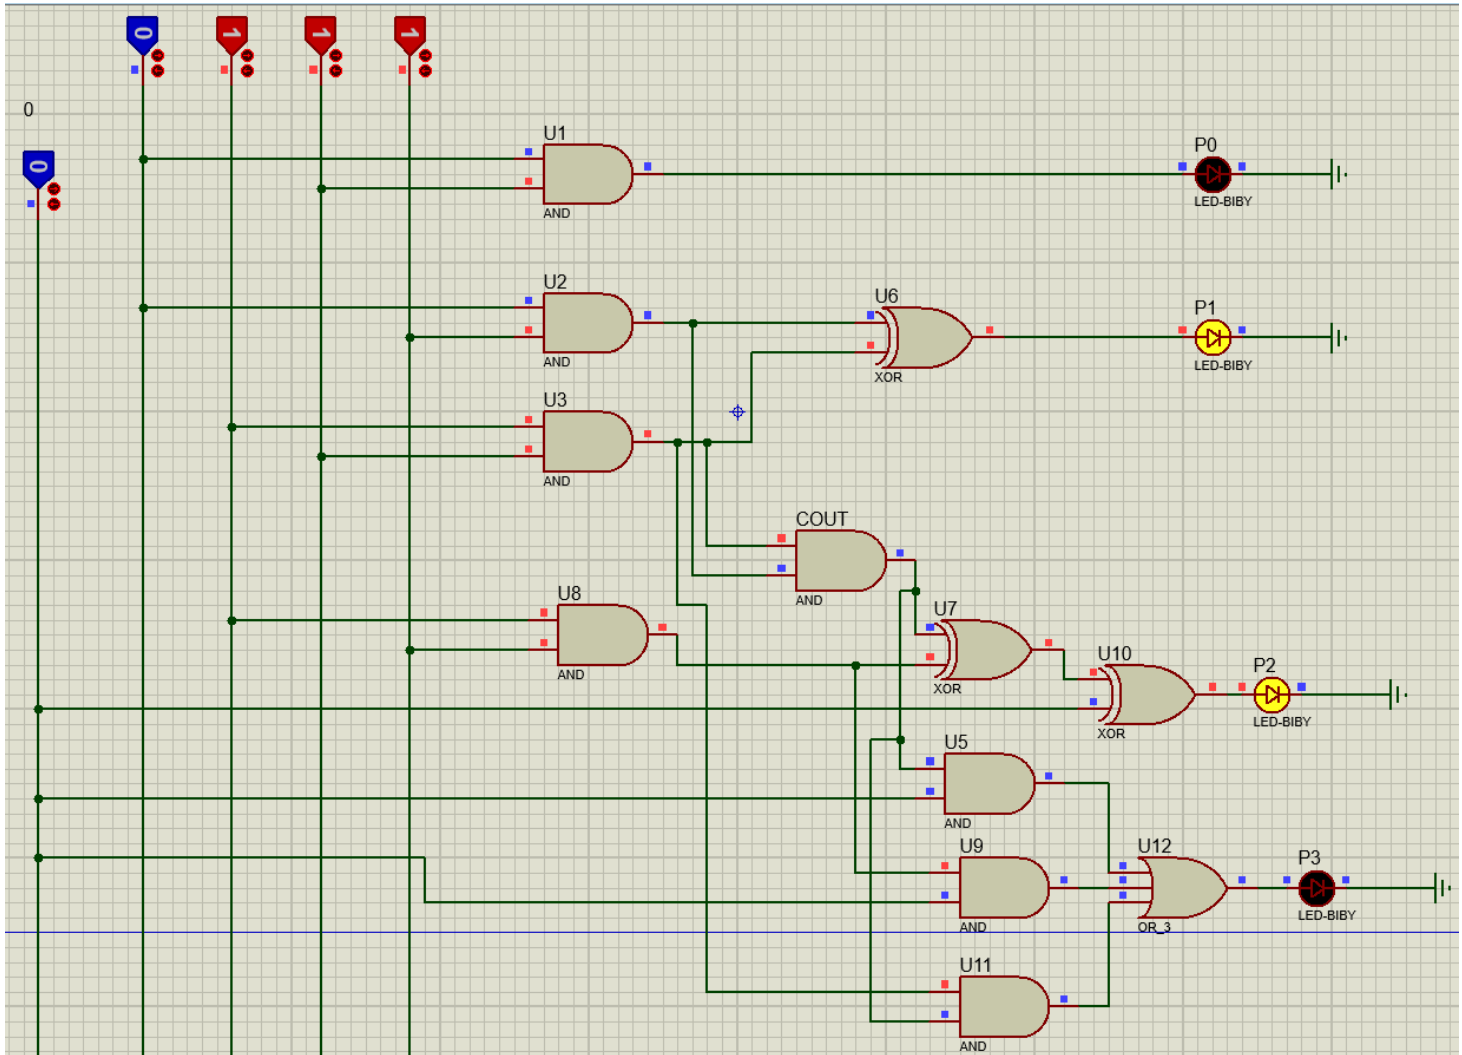 0 1 1 1
0
0
U1
AND
P0
LED-BIBY
U2
AND
U6
XOR
P1
LED-BIBY
U3
AND
COUT
AND
U8
AND
U7
XOR
U10
XOR
P2
LED-BIBY
U5
AND
U9
AND
U12
OR_3
P3
LED-BIBY
U11
AND